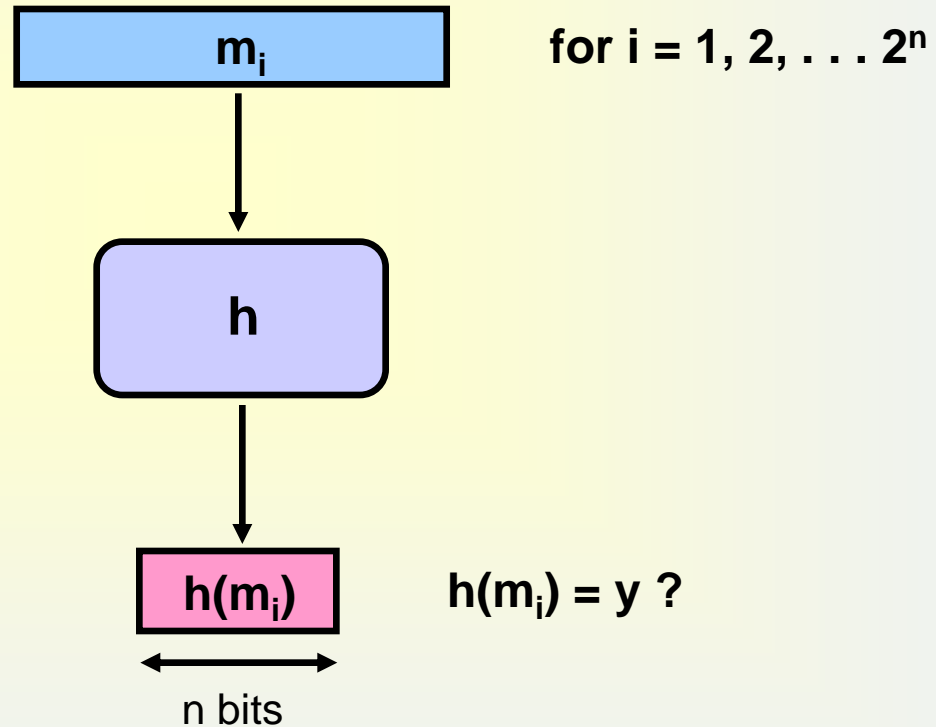 mᵢ for i = 1, 2, . . . 2ⁿ
h
h(mᵢ) h(mᵢ) = y ?
n bits